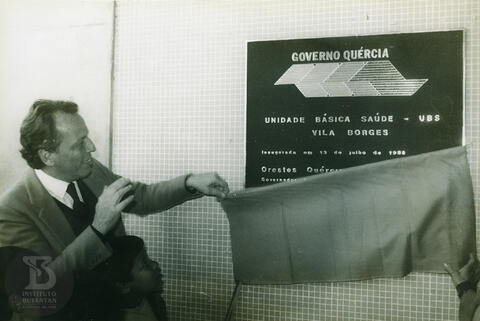 GOVERNO QUÉRCIA
UNIDADE BÁSICA SAÚDE - UBS
VILA BORGES
Inaugurada em 13 de julho de 1988
Orestes Quércia
Governador
INSTITUTO
BUTANTAN